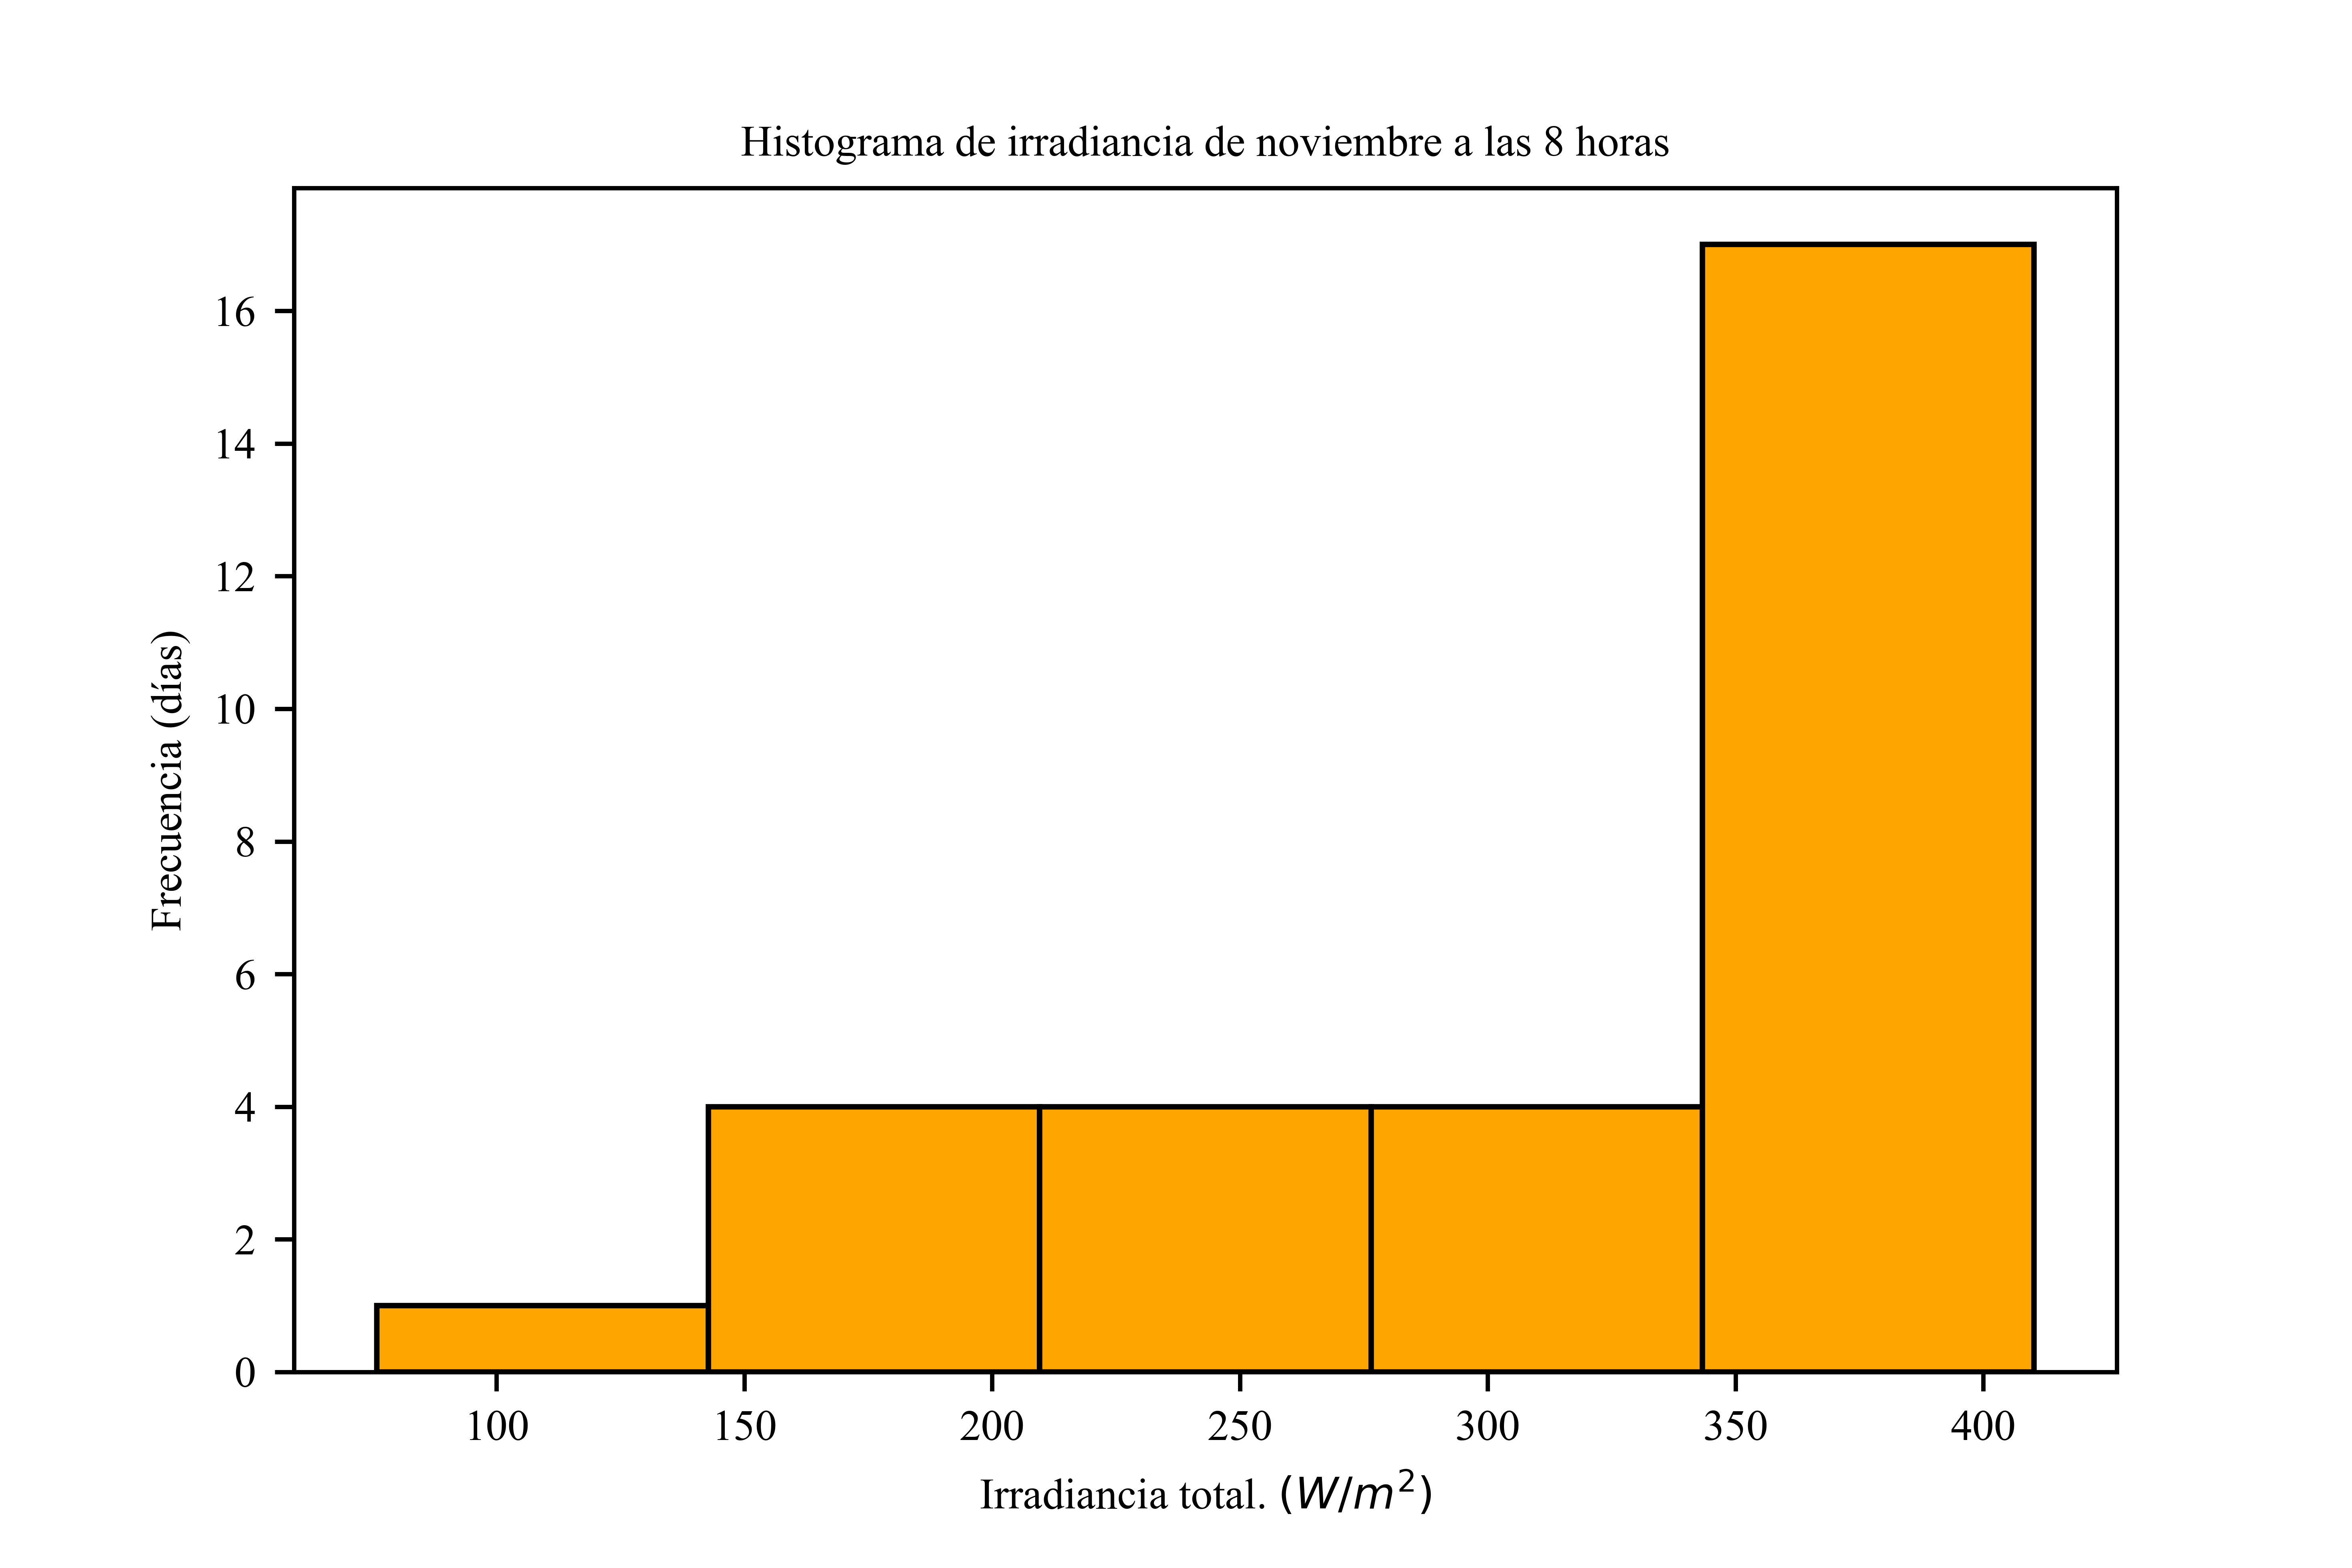 Histograma de irradiancia de noviembre a las 8 horas
16
14
12
10
8
6
4
2
0
Frecuencia (días)
100 150 200 250 300 350 400
Irradiancia total. (W/m²)